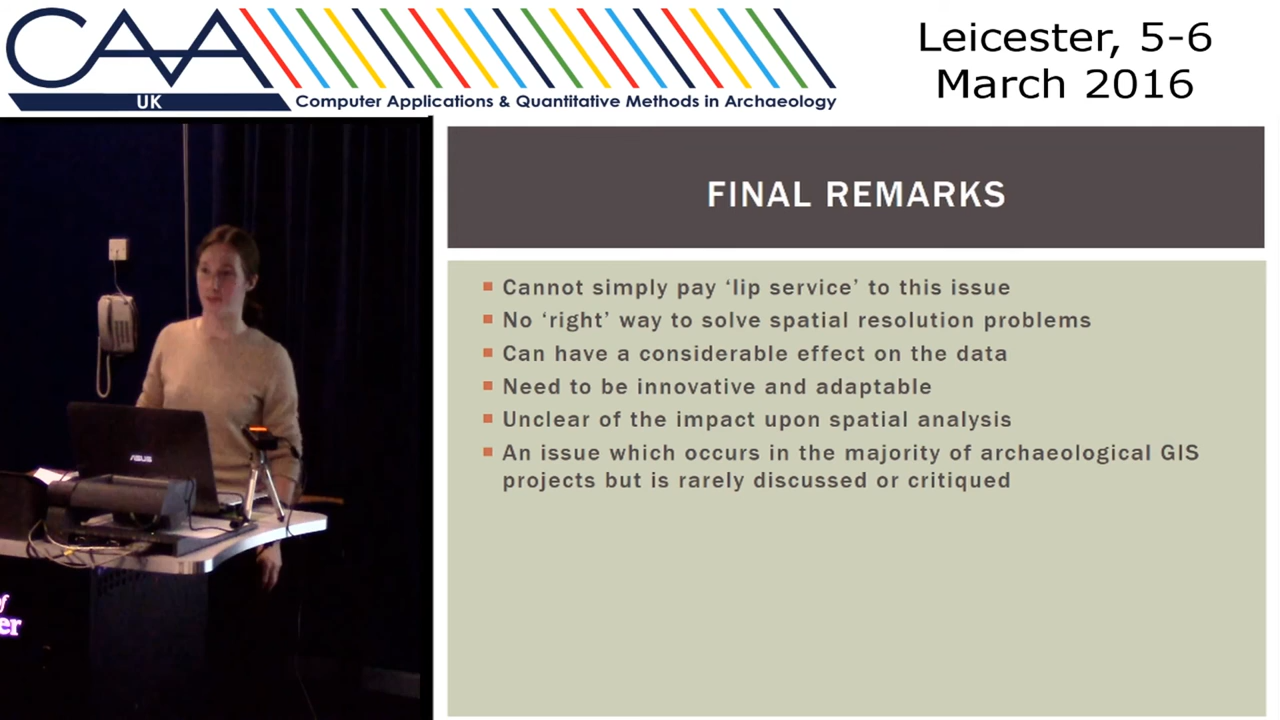 CAA
UK
Computer Applications & Quantitative Methods in Archaeology
Leicester, 5-6
March 2016
FINAL REMARKS
Cannot simply pay ‘lip service’ to this issue
No ‘right’ way to solve spatial resolution problems
Can have a considerable effect on the data
Need to be innovative and adaptable
Unclear of the impact upon spatial analysis
An issue which occurs in the majority of archaeological GIS
projects but is rarely discussed or critiqued
ASUS
of
er